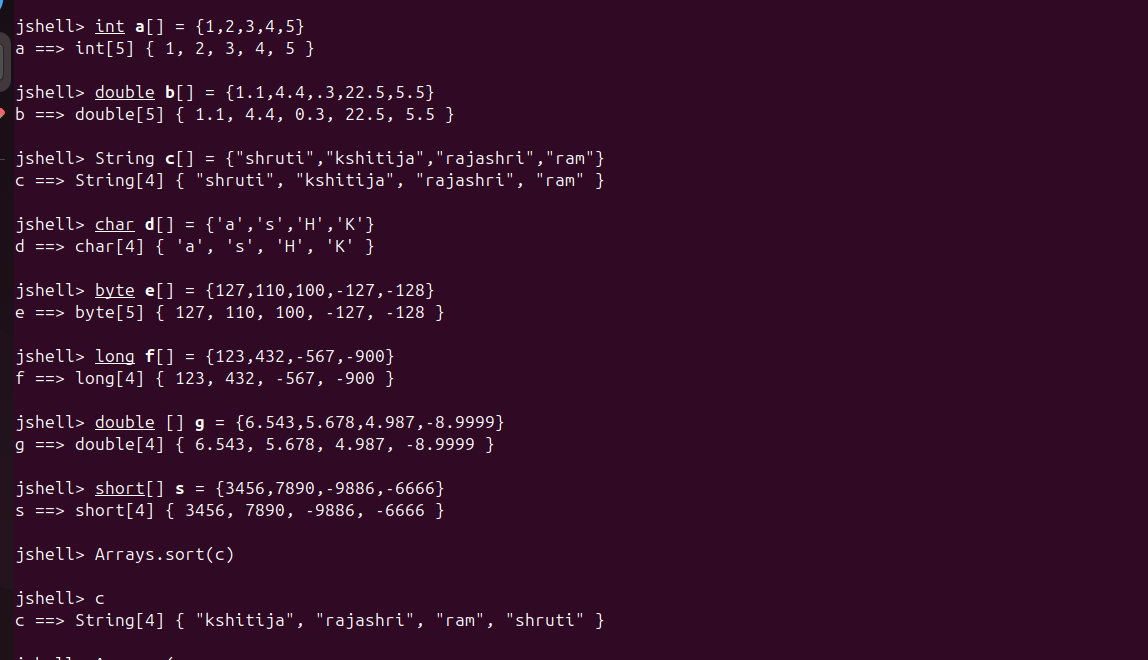 jshell> int a[] = {1,2,3,4,5}
a ==> int[5] { 1, 2, 3, 4, 5 }
jshell> double b[] = {1.1,4.4,.3,22.5,5.5}
b ==> double[5] { 1.1, 4.4, 0.3, 22.5, 5.5 }
jshell> String c[] = {"shruti","kshitija","rajashri","ram"}
c ==> String[4] { "shruti", "kshitija", "rajashri", "ram" }
jshell> char d[] = {'a','s','H','K'}
d ==> char[4] { 'a', 's', 'H', 'K' }
jshell> byte e[] = {127,110,100,-127,-128}
e ==> byte[5] { 127, 110, 100, -127, -128 }
jshell> long f[] = {123,432,-567,-900}
f ==> long[4] { 123, 432, -567, -900 }
jshell> double [] g = {6.543,5.678,4.987,-8.9999}
g ==> double[4] { 6.543, 5.678, 4.987, -8.9999 }
jshell> short[] s = {3456,7890,-9886,-6666}
s ==> short[4] { 3456, 7890, -9886, -6666 }
jshell> Arrays.sort(c)
jshell> c
c ==> String[4] { "kshitija", "rajashri", "ram", "shruti" }